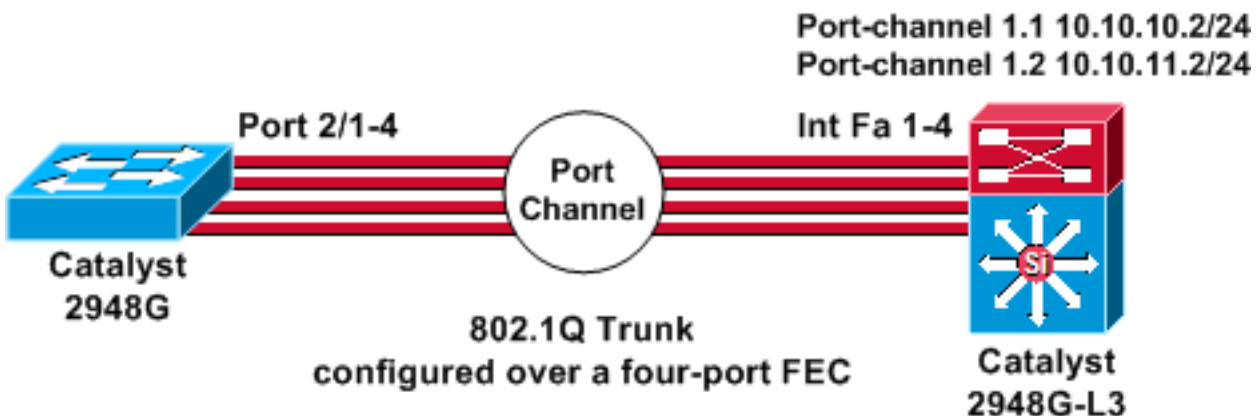 Port-channel 1.1 10.10.10.2/24
Port-channel 1.2 10.10.11.2/24
Port 2/1-4
Int Fa 1-4
Port
Channel
Si
Catalyst
2948G
802.1Q Trunk
configured over a four-port FEC
Catalyst
2948G-L3